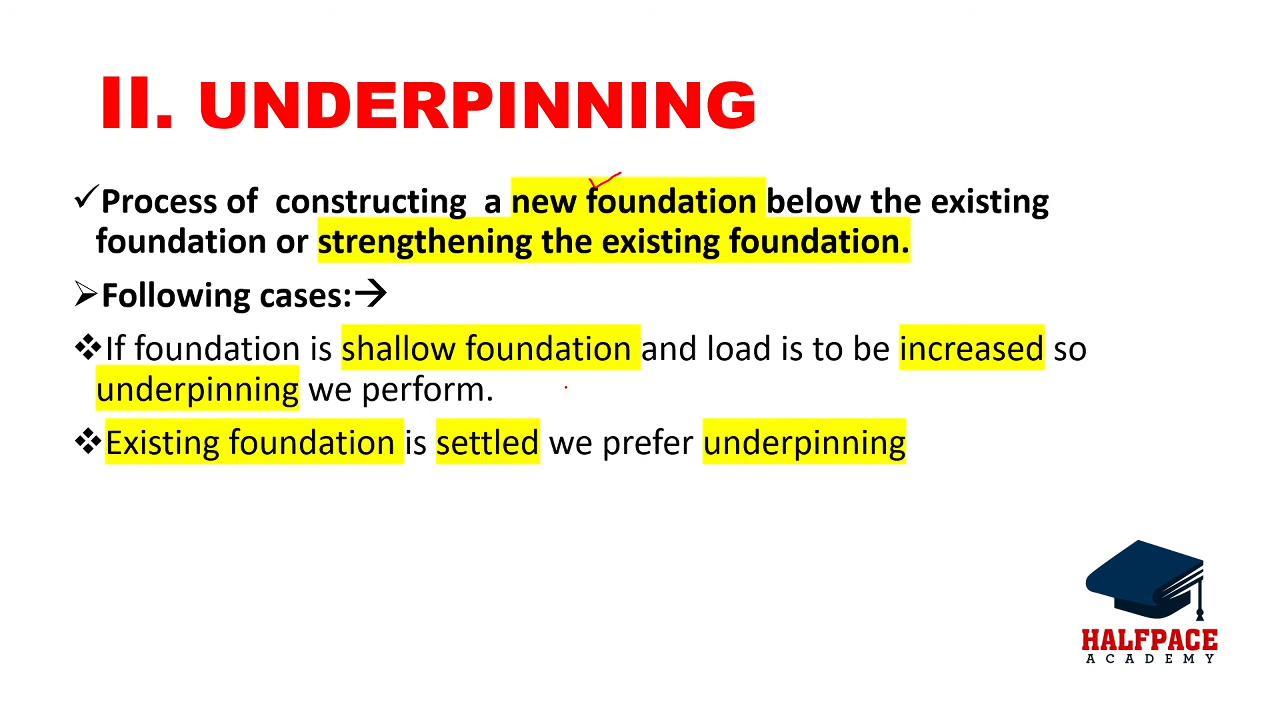 II. UNDERPINNING
✓Process of constructing a new foundation below the existing
foundation or strengthening the existing foundation.
➢Following cases:→
❖If foundation is shallow foundation and load is to be increased so
underpinning we perform.
❖Existing foundation is settled we prefer underpinning
HALFPACE
ACADEMY